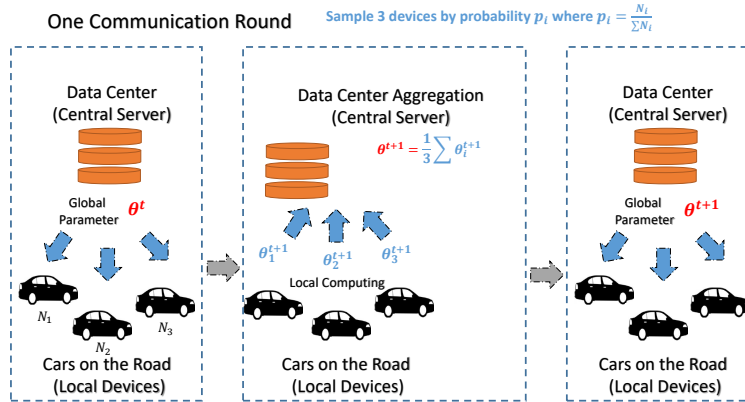 One Communication Round
Sample 3 devices by probability p_i where p_i = N_i / ∑N_i
Data Center
(Central Server)
Global
Parameter θ^t
N_1
N_2
N_3
Cars on the Road
(Local Devices)
Data Center Aggregation
(Central Server)
θ^{t+1} = 1/3 ∑ θ_i^{t+1}
θ_1^{t+1} θ_2^{t+1} θ_3^{t+1}
Local Computing
Cars on the Road
(Local Devices)
Data Center
(Central Server)
Global
Parameter θ^{t+1}
Cars on the Road
(Local Devices)